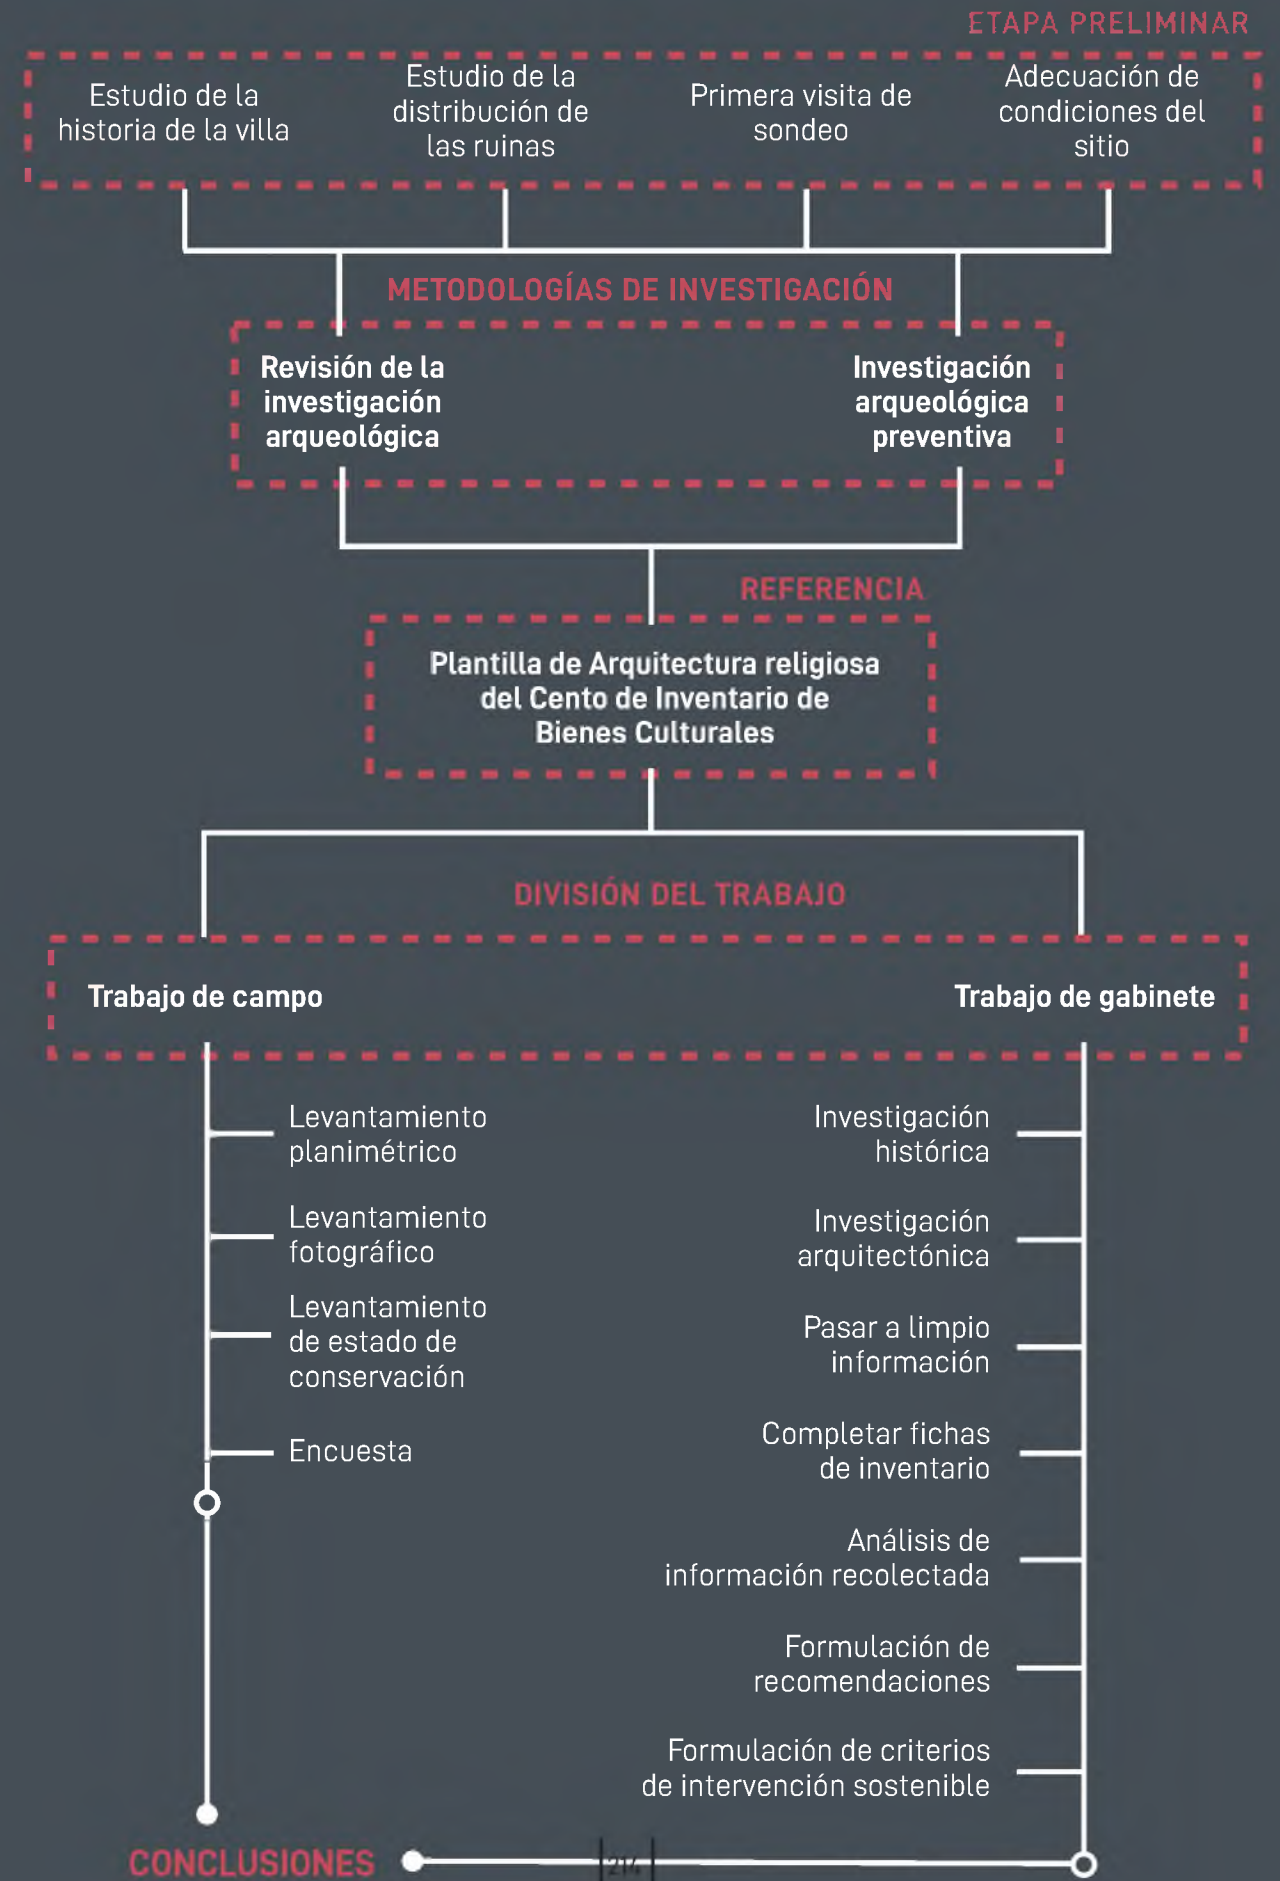 ETAPA PRELIMINAR
Estudio de la
historia de la villa
Estudio de la
distribución de
las ruinas
Primera visita de
sondeo
Adecuación de
condiciones del
sitio
METODOLOGÍAS DE INVESTIGACIÓN
Revisión de la
investigación
arqueológica
Investigación
arqueológica
preventiva
REFERENCIA
Plantilla de Arquitectura religiosa
del Cento de Inventario de
Bienes Culturales
DIVISIÓN DEL TRABAJO
Trabajo de campo
Trabajo de gabinete
Levantamiento
planimétrico
Levantamiento
fotográfico
Levantamiento
de estado de
conservación
Encuesta
Investigación
histórica
Investigación
arquitectónica
Pasar a limpio
información
Completar fichas
de inventario
Análisis de
información recolectada
Formulación de
recomendaciones
Formulación de criterios
de intervención sostenible
CONCLUSIONES
214